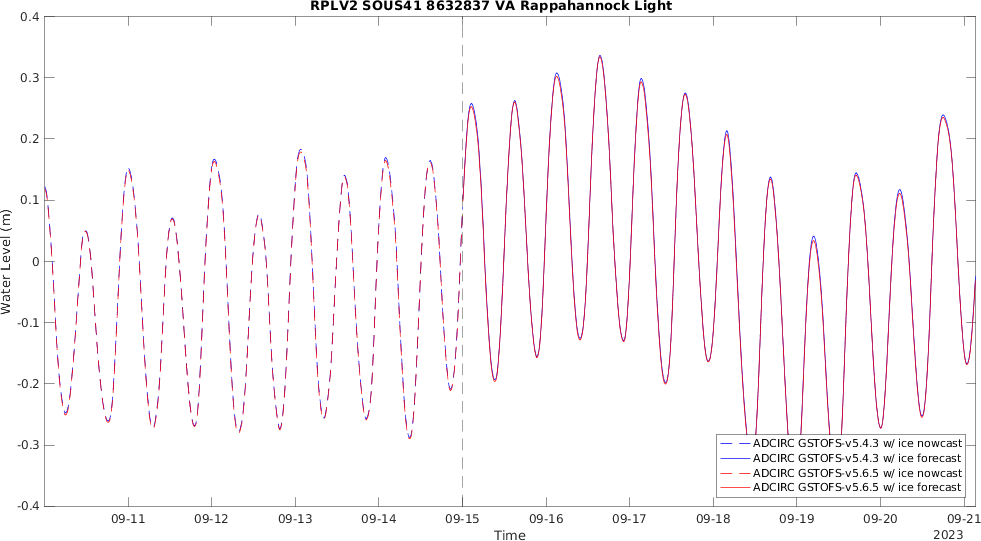 RPLV2 SOUS41 8632837 VA Rappahannock Light
0.4
0.3
0.2
0.1
0
-0.1
-0.2
-0.3
-0.4
Water Level (m)
ADCIRC GSTOFS-v5.4.3 w/ ice nowcast
ADCIRC GSTOFS-v5.4.3 w/ ice forecast
ADCIRC GSTOFS-v5.6.5 w/ ice nowcast
ADCIRC GSTOFS-v5.6.5 w/ ice forecast
09-11 09-12 09-13 09-14 09-15 09-16 09-17 09-18 09-19 09-20 09-21
Time
2023